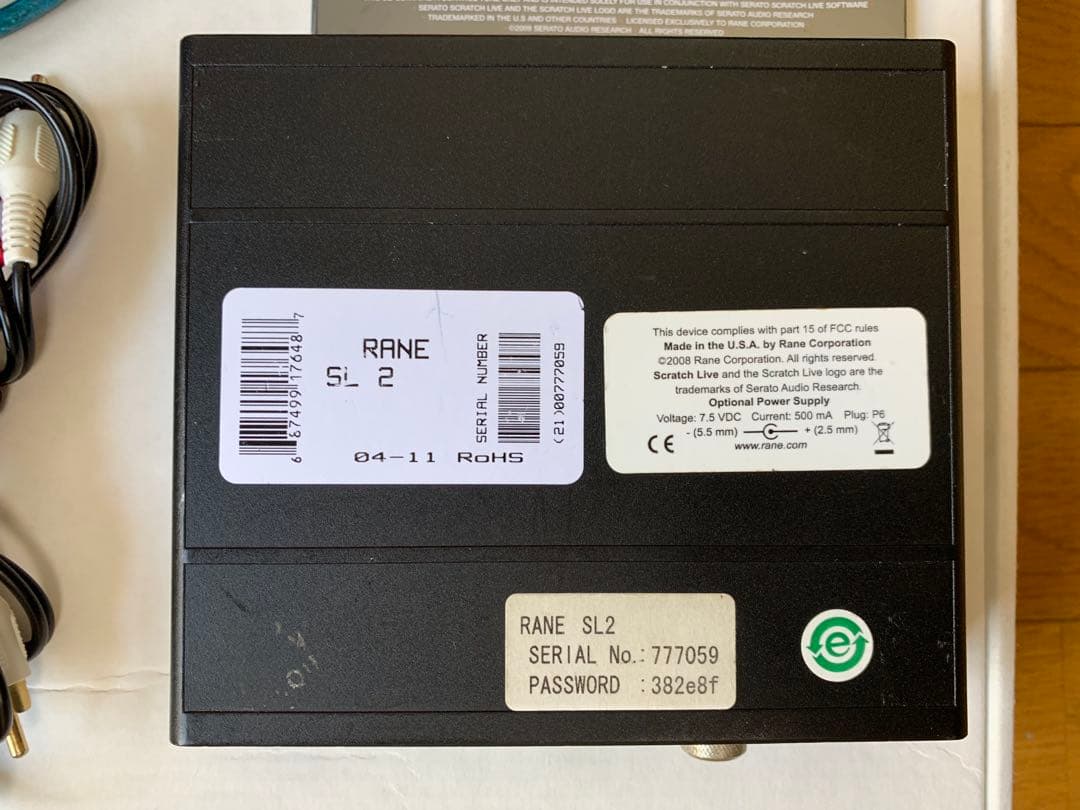 SERATO SCRATCH LIVE AND THE SCRATCH LIVE LOGO ARE THE TRADEMARKS OF SERATO AUDIO RESEARCH
TRADEMARKED IN THE U.S AND OTHER COUNTRIES LICENSED EXCLUSIVELY TO RANE CORPORATION
©2009 SERATO AUDIO RESEARCH ALL RIGHTS RESERVED
6 67499 17648 7
RANE
SL 2
SERIAL NUMBER
(21)00777059
04-11 RoHS
This device complies with part 15 of FCC rules
Made in the U.S.A. by Rane Corporation
©2008 Rane Corporation. All rights reserved.
Scratch Live and the Scratch Live logo are the
trademarks of Serato Audio Research.
Optional Power Supply
Voltage: 7.5 VDC Current: 500 mA Plug: P6
- (5.5 mm) + (2.5 mm)
CE www.rane.com
RANE SL2
SERIAL No.: 777059
PASSWORD : 382e8f
e